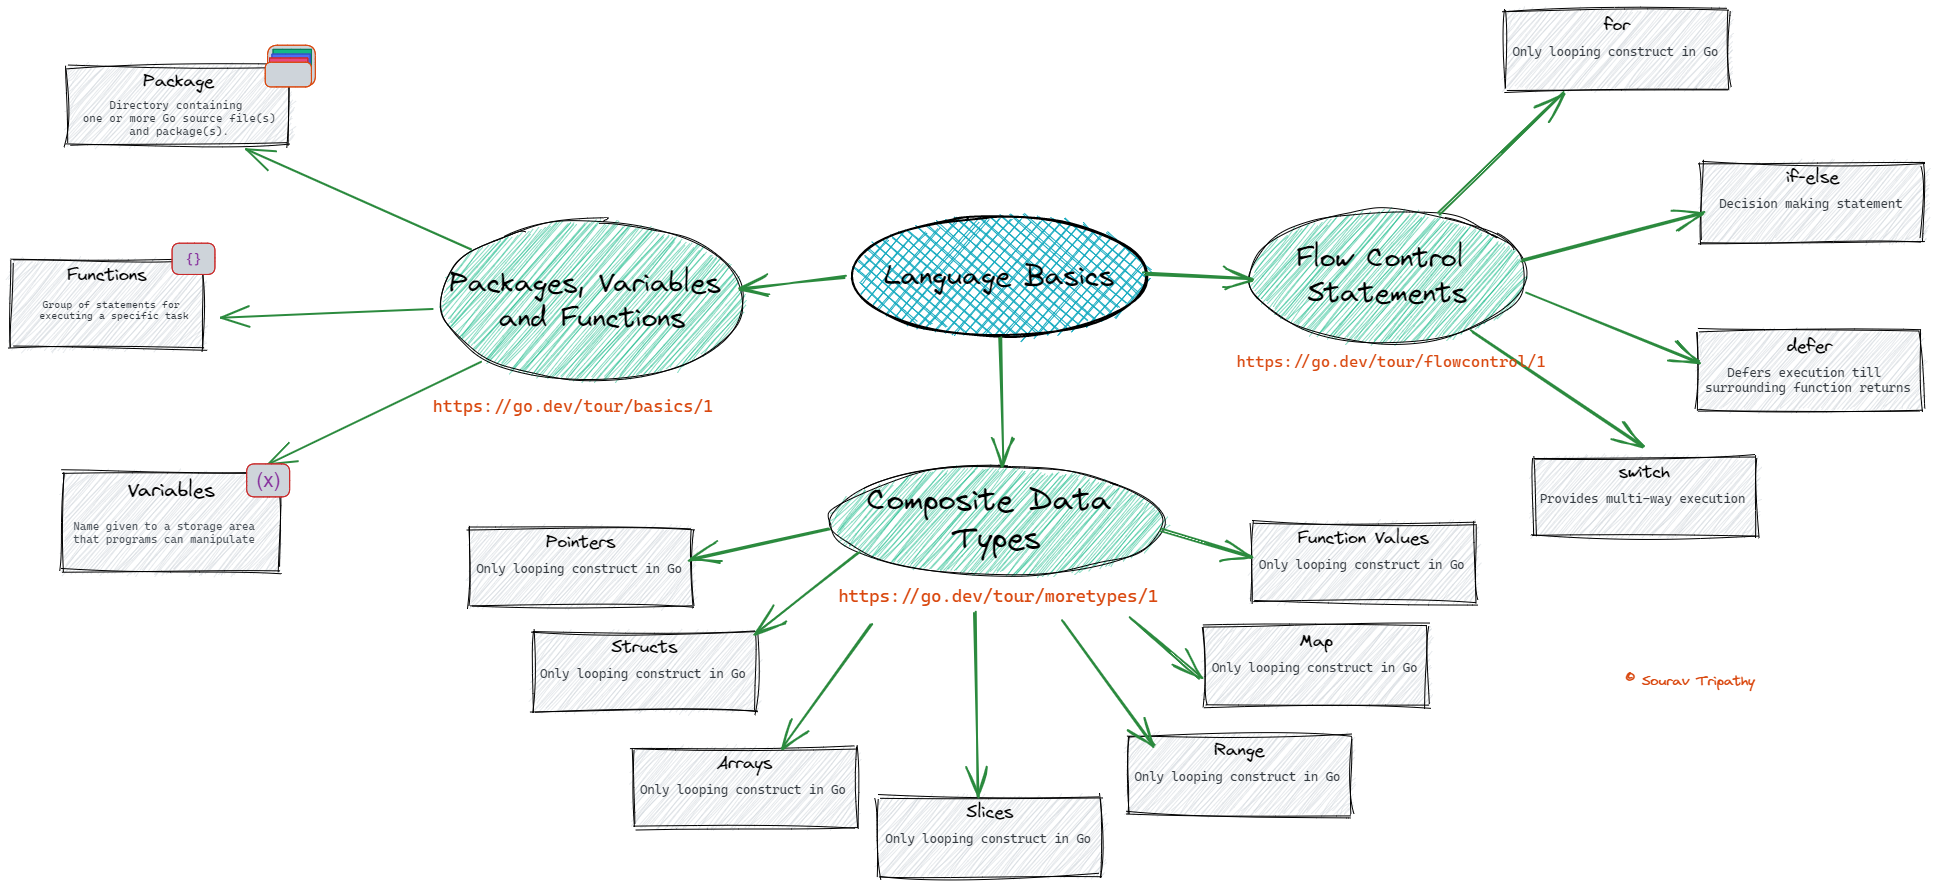 Language Basics
Packages, Variables
and Functions
https://go.dev/tour/basics/1
Package
Directory containing
one or more Go source file(s)
and package(s).
{}
Functions
Group of statements for
executing a specific task
(x)
Variables
Name given to a storage area
that programs can manipulate
Flow Control
Statements
https://go.dev/tour/flowcontrol/1
for
Only looping construct in Go
if-else
Decision making statement
defer
Defers execution till
surrounding function returns
switch
Provides multi-way execution
Composite Data
Types
https://go.dev/tour/moretypes/1
Pointers
Only looping construct in Go
Structs
Only looping construct in Go
Arrays
Only looping construct in Go
Slices
Only looping construct in Go
Range
Only looping construct in Go
Map
Only looping construct in Go
Function Values
Only looping construct in Go
© Sourav Tripathy